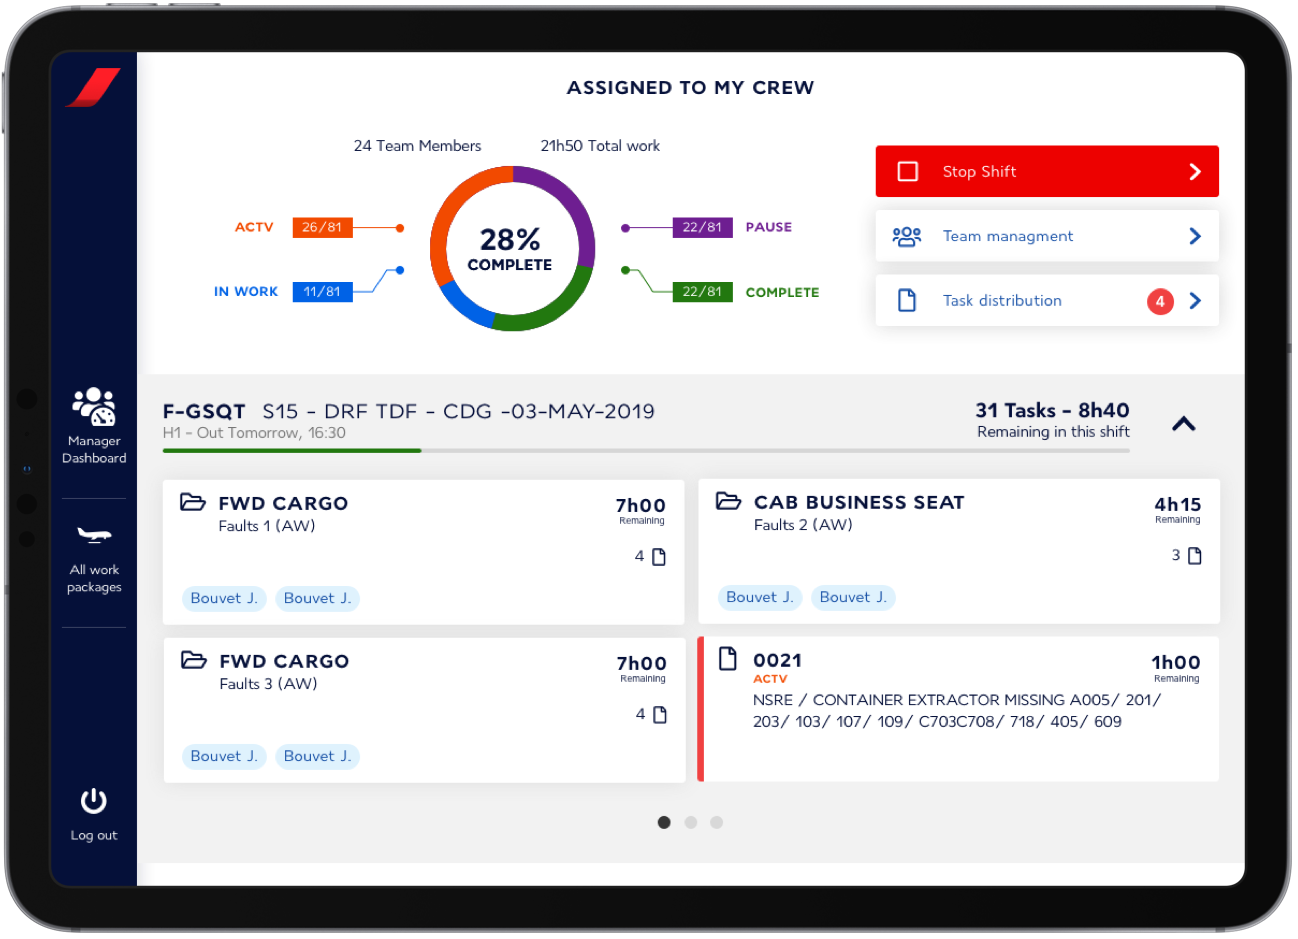 ASSIGNED TO MY CREW
24 Team Members
21h50 Total work
ACTV
26/81
IN WORK
11/81
28%
COMPLETE
22/81
PAUSE
22/81
COMPLETE
Stop Shift
Team managment
Task distribution
4
Manager
Dashboard
All work
packages
Log out
F-GSQT S15 - DRF TDF - CDG -03-MAY-2019
H1 - Out Tomorrow, 16:30
31 Tasks - 8h40
Remaining in this shift
FWD CARGO
Faults 1 (AW)
7h00
Remaining
4
Bouvet J.
Bouvet J.
CAB BUSINESS SEAT
Faults 2 (AW)
4h15
Remaining
3
Bouvet J.
Bouvet J.
FWD CARGO
Faults 3 (AW)
7h00
Remaining
4
Bouvet J.
Bouvet J.
0021
ACTV
1h00
Remaining
NSRE / CONTAINER EXTRACTOR MISSING A005/ 201/
203/ 103/ 107/ 109/ C703C708/ 718/ 405/ 609